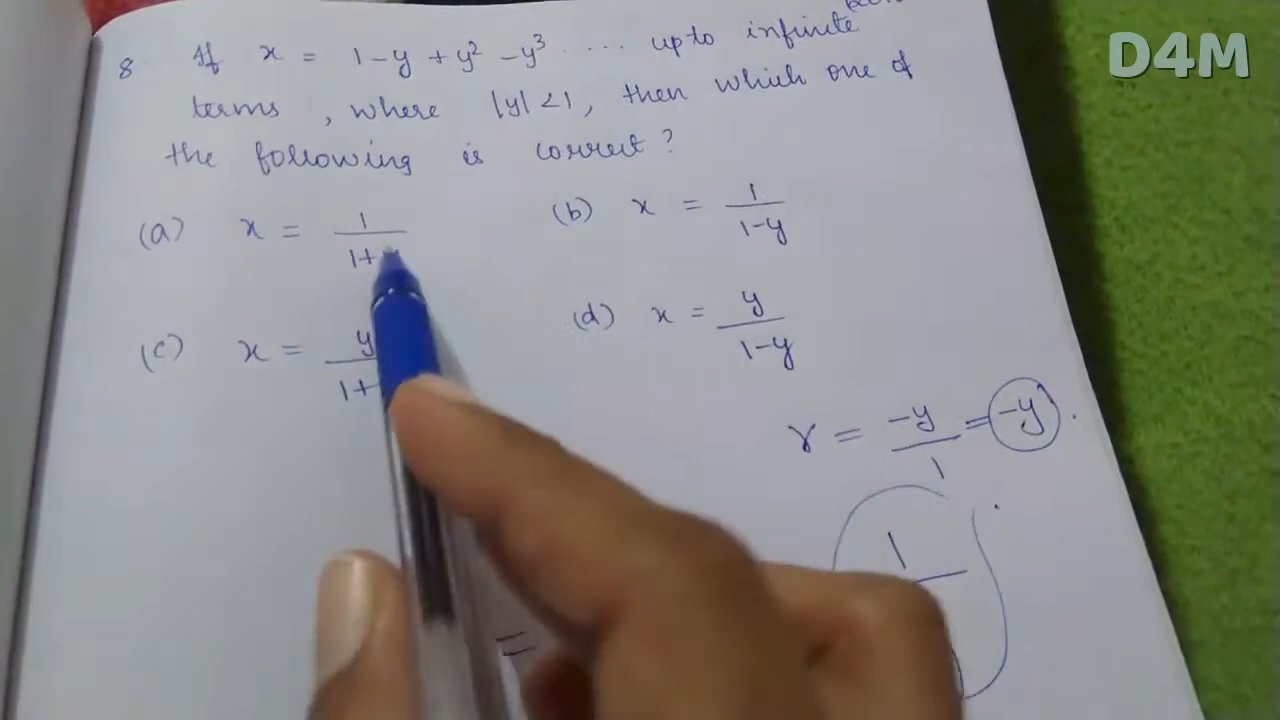 D4M
8. If x = 1 - y + y² - y³ .... upto infinite
terms, where |y| < 1, then which one of
the following is correct?
(a) x = 1/1+ (b) x = 1/1-y
(c) x = y/1+ (d) x = y/1-y
r = -y/1 = -y.
1
=